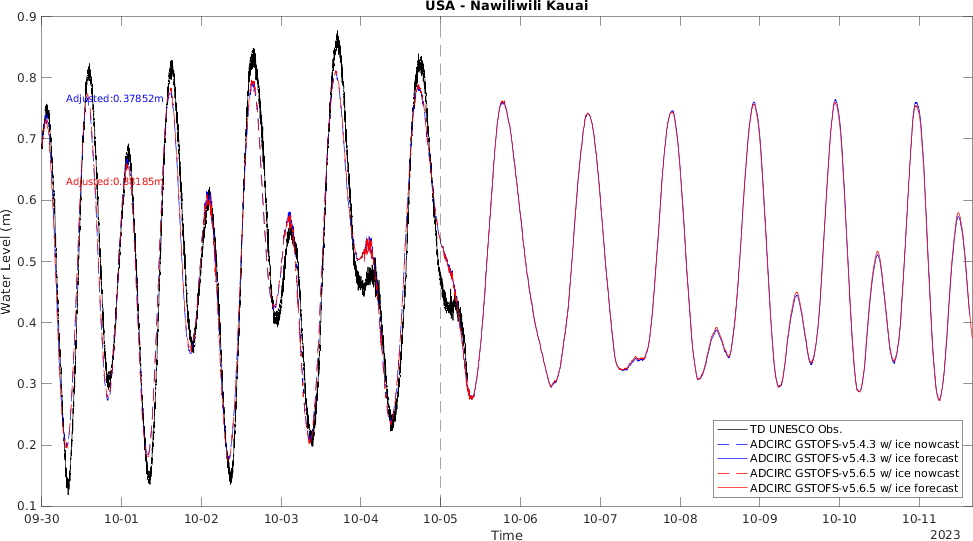 USA - Nawiliwili Kauai
0.9
0.8
Adjusted:0.37852m
0.7
Adjusted:0.38185m
0.6
0.5
Water Level (m)
0.4
0.3
0.2
0.1
TD UNESCO Obs.
ADCIRC GSTOFS-v5.4.3 w/ ice nowcast
ADCIRC GSTOFS-v5.4.3 w/ ice forecast
ADCIRC GSTOFS-v5.6.5 w/ ice nowcast
ADCIRC GSTOFS-v5.6.5 w/ ice forecast
09-30 10-01 10-02 10-03 10-04 10-05 10-06 10-07 10-08 10-09 10-10 10-11
Time
2023